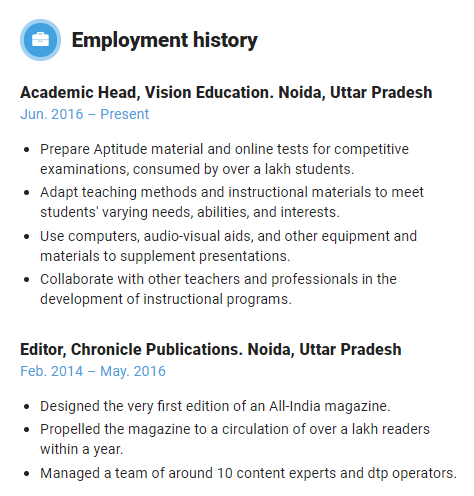 Employment history
Academic Head, Vision Education. Noida, Uttar Pradesh
Jun. 2016 – Present
• Prepare Aptitude material and online tests for competitive
examinations, consumed by over a lakh students.
• Adapt teaching methods and instructional materials to meet
students' varying needs, abilities, and interests.
• Use computers, audio-visual aids, and other equipment and
materials to supplement presentations.
• Collaborate with other teachers and professionals in the
development of instructional programs.
Editor, Chronicle Publications. Noida, Uttar Pradesh
Feb. 2014 – May. 2016
• Designed the very first edition of an All-India magazine.
• Propelled the magazine to a circulation of over a lakh readers
within a year.
• Managed a team of around 10 content experts and dtp operators.